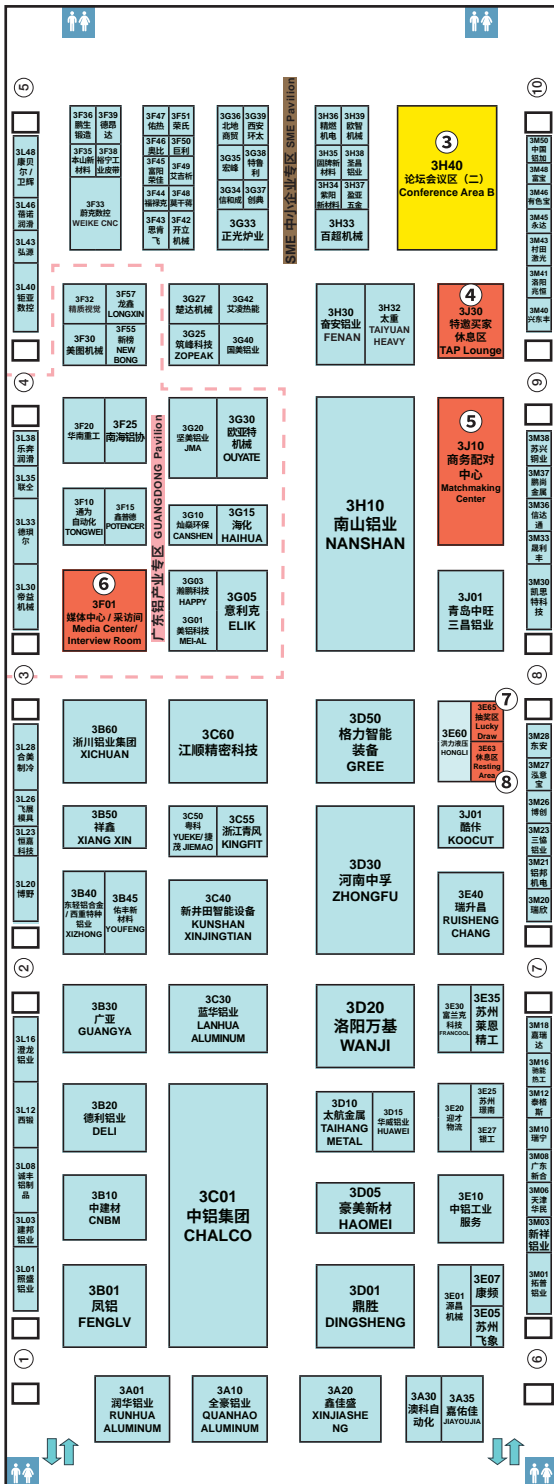 ⑤
⑩
3L48
康贝
尔 /
卫辉
3L46
蓓诺
润滑
3L43
弘源
3L40
钜亚
数控
3F36
鹏生
锻造
3F39
德昂
达
3F35
本山新
材料
3F38
裕宁工
业皮带
3F33
蔚克数控
WEIKE CNC
3F47
佑热
3F51
荣氏
3F46
奥比
3F50
巨利
3F45
富阳
荣佳
3F49
艾吉析
3F44
福禄克
3F48
莫干蒋
3F43
思肯
飞
3F42
开立
机械
3G36
北地
商贸
3G39
西安
环太
3G35
宏峰
3G38
特鲁
利
3G34
信和成
3G37
创典
3G33
正光炉业
SME 中小企业专区 SME Pavilion
3H36
精燃
机电
3H39
欧智
机械
3H35
固牌新
材料
3H38
圣昌
铝业
3H34
紫阳
新材料
3H37
盈亚
五金
3H33
百超机械
③
3H40
论坛会议区（二）
Conference Area B
3M50
中国
铝加
3M48
富宝
3M46
有色宝
3M45
永达
3M43
村田
激光
3M41
洛阳
兆恒
3M40
兴东丰
3F32
精质视觉
3F57
龙鑫
LONGXIN
3F30
美图机械
3F55
新榜
NEW
BONG
3G27
楚达机械
3G42
艾凌热能
3G25
筑峰科技
ZOPEAK
3G40
国美铝业
3H30
奋安铝业
FENAN
3H32
太重
TAIYUAN
HEAVY
④
3J30
特邀买家
休息区
TAP Lounge
④
⑨
3L38
乐奔
润滑
3L35
联仝
3L33
德琪
尔
3L30
帝益
机械
3F20
华南重工
3F25
南海铝协
3F10
通为
自动化
TONGWEI
3F15
鑫普德
POTENCER
⑥
3F01
媒体中心 / 采访间
Media Center/
Interview Room
广东铝产业专区 GUANGDONG Pavilion
3G20
坚美铝业
JMA
3G30
欧亚特
机械
OUYATE
3G10
灿燊环保
CANSHEN
3G15
海化
HAIHUA
3G03
瀚鹏科技
HAPPY
3G01
美铝科技
MEI-AL
3G05
意利克
ELIK
3H10
南山铝业
NANSHAN
⑤
3J10
商务配对
中心
Matchmaking
Center
3J01
青岛中旺
三昌铝业
3M38
苏兴
铜业
3M37
鹏尚
金属
3M36
信达
通
3M33
晟利
丰
3M30
凯思
特科
技
③
⑧
3L28
合美
制冷
3L26
飞展
模具
3L23
恒嘉
科技
3L20
博野
3B60
淅川铝业集团
XICHUAN
3C60
江顺精密科技
3D50
格力智能
装备
GREE
3E60
洪力液压
HONGLI
⑦
3E65
抽奖区
Lucky
Draw
3E63
休息区
Resting
Area
⑧
3M28
东安
3M27
泓意
宝
3M26
博创
3M23
三協
铝业
3M21
铝邦
机电
3M20
瑞欣
3B50
祥鑫
XIANG XIN
3C50
粤科
YUEKE/ 捷
茂 JIEMAO
3C55
浙江青风
KINGFIT
3D30
河南中孚
ZHONGFU
3J01
酷佧
KOOCUT
3B40
东轻铝合金
/ 西重特种
铝业
XIZHONG
3B45
佑丰新
材料
YOUFENG
3C40
新井田智能设备
KUNSHAN
XINJINGTIAN
3E40
瑞升昌
RUISHENG
CHANG
②
⑦
3L16
澄龙
铝业
3L12
西锻
3L08
诚丰
铝制
品
3L03
建邦
铝业
3L01
照盛
铝业
3B30
广亚
GUANGYA
3C30
蓝华铝业
LANHUA
ALUMINUM
3D20
洛阳万基
WANJI
3E30
富兰克
科技
FRANCOOL
3E35
苏州
莱恩
精工
3M18
嘉瑞
达
3M16
驰能
热工
3M12
泰格
斯
3M10
瑞宁
3M08
广东
新合
3M06
天津
华民
3M03
新祥
铝业
3M01
拓普
铝业
3B20
德利铝业
DELI
3C01
中铝集团
CHALCO
3D10
太航金属
TAIHANG
METAL
3D15
华威铝业
HUAWEI
3E20
迎才
物流
3E25
苏州
璟南
3E27
银工
3B10
中建材
CNBM
3D05
豪美新材
HAOMEI
3E10
中铝工业
服务
3B01
凤铝
FENGLV
3D01
鼎胜
DINGSHENG
3E01
源昌
机械
3E07
康频
3E05
苏州
飞象
①
⑥
3A01
润华铝业
RUNHUA
ALUMINUM
3A10
全豪铝业
QUANHAO
ALUMINUM
3A20
鑫佳盛
XINJIASHE
NG
3A30
澳科自
动化
3A35
嘉佑佳
JIAYOUJIA